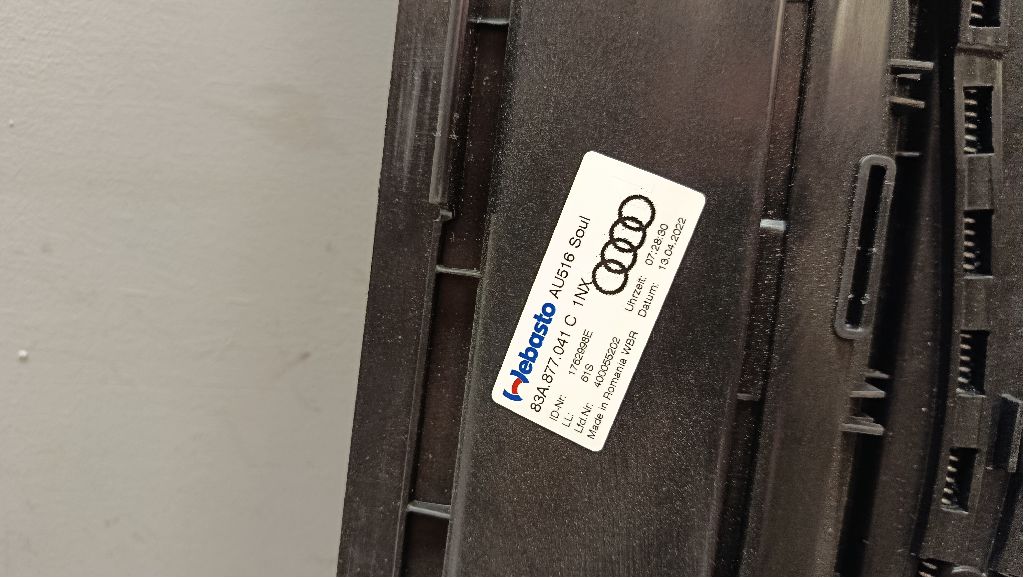 Webasto AU516 Soul
83A.877.041 C 1NX
ID-Nr: 1762998E
LL: 61S Uhrzeit: 07:28:30
Lfd.Nr: 400055202 Datum: 13.04.2022
Made in Romania WBR